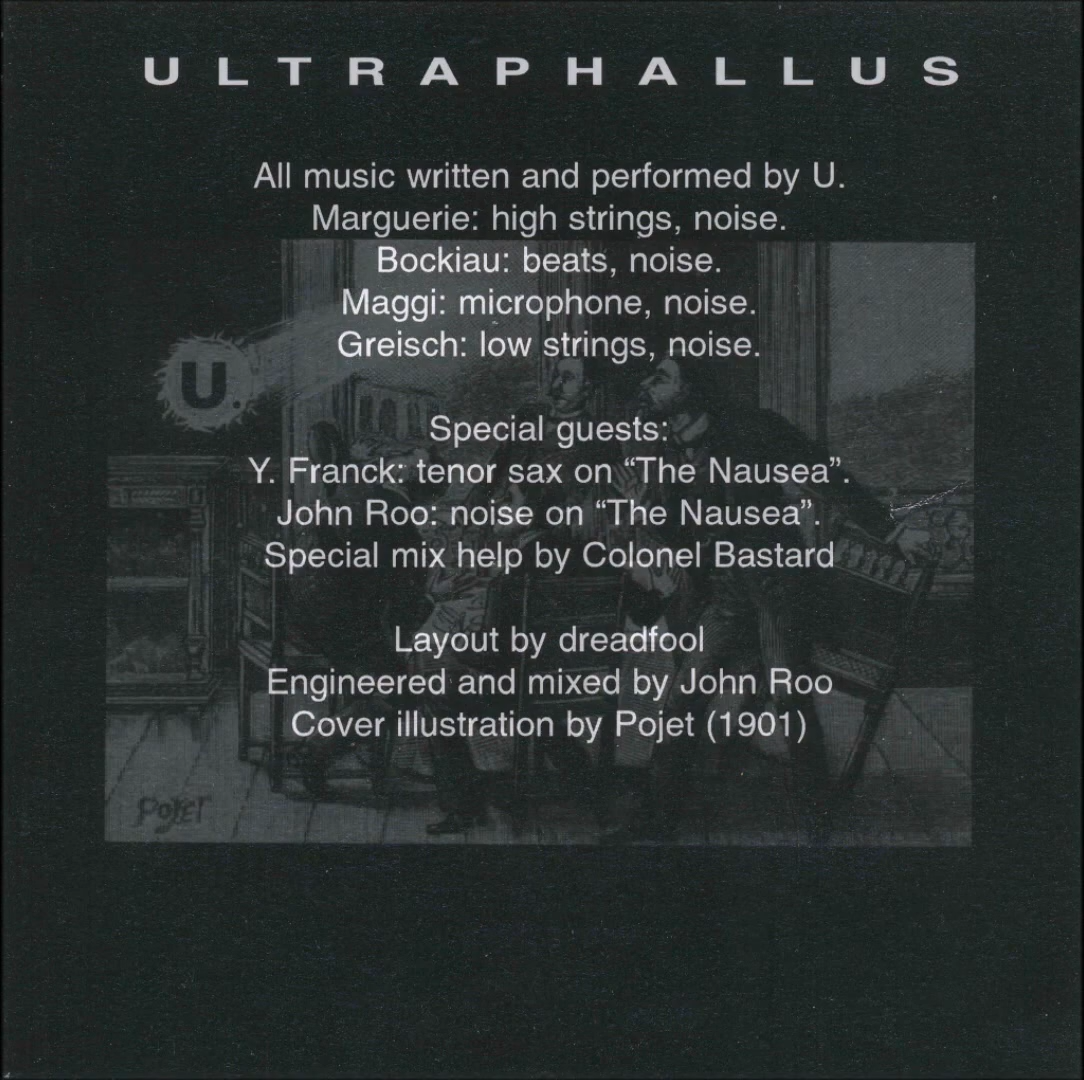 ULTRAPHALLUS
All music written and performed by U.
Marguerie: high strings, noise.
Bockiau: beats, noise.
Maggi: microphone, noise.
Greisch: low strings, noise.
U.
Special guests:
Y. Franck: tenor sax on “The Nausea”.
John Roo: noise on “The Nausea”.
Special mix help by Colonel Bastard
Layout by dreadfool
Engineered and mixed by John Roo
Cover illustration by Pojet (1901)
POJET